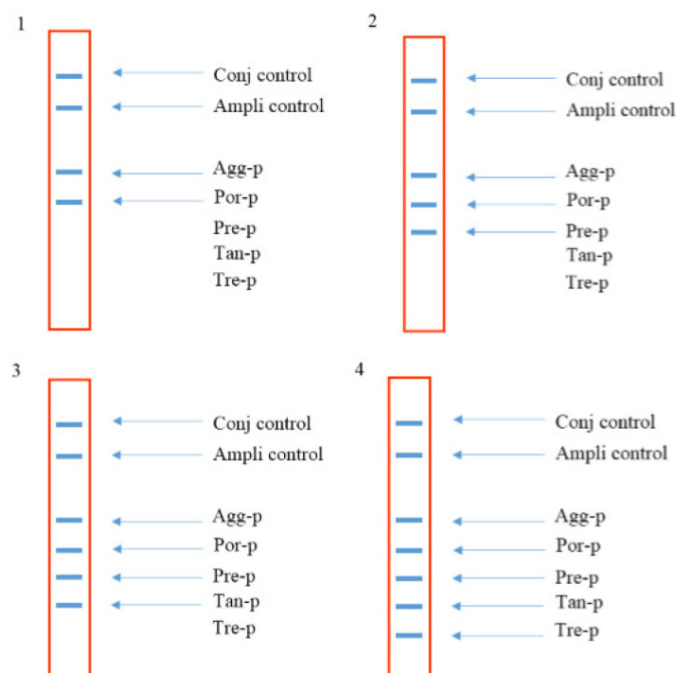 1
Conj control
Ampli control
Agg-p
Por-p
Pre-p
Tan-p
Tre-p
2
Conj control
Ampli control
Agg-p
Por-p
Pre-p
Tan-p
Tre-p
3
Conj control
Ampli control
Agg-p
Por-p
Pre-p
Tan-p
Tre-p
4
Conj control
Ampli control
Agg-p
Por-p
Pre-p
Tan-p
Tre-p